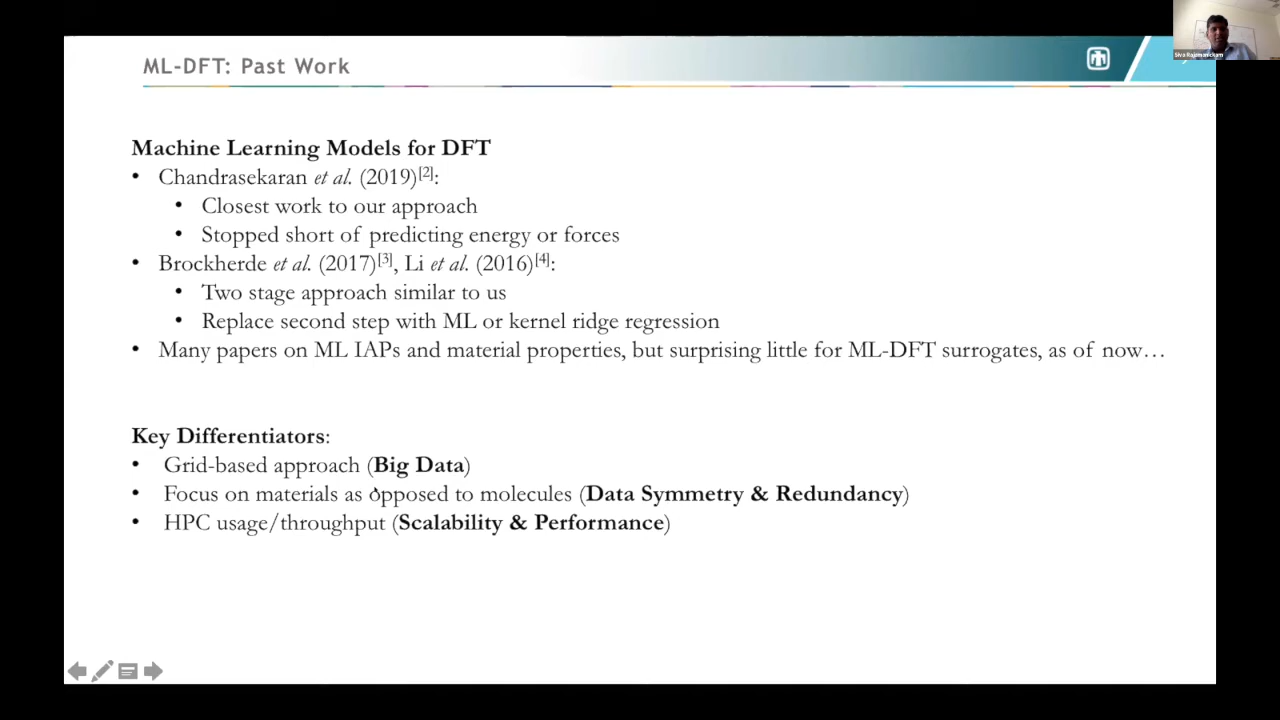 Siva Rajamanickam
ML-DFT: Past Work
Machine Learning Models for DFT
• Chandrasekaran et al. (2019)[2]:
• Closest work to our approach
• Stopped short of predicting energy or forces
• Brockherde et al. (2017)[3], Li et al. (2016)[4]:
• Two stage approach similar to us
• Replace second step with ML or kernel ridge regression
• Many papers on ML IAPs and material properties, but surprising little for ML-DFT surrogates, as of now…
Key Differentiators:
• Grid-based approach (Big Data)
• Focus on materials as opposed to molecules (Data Symmetry & Redundancy)
• HPC usage/throughput (Scalability & Performance)